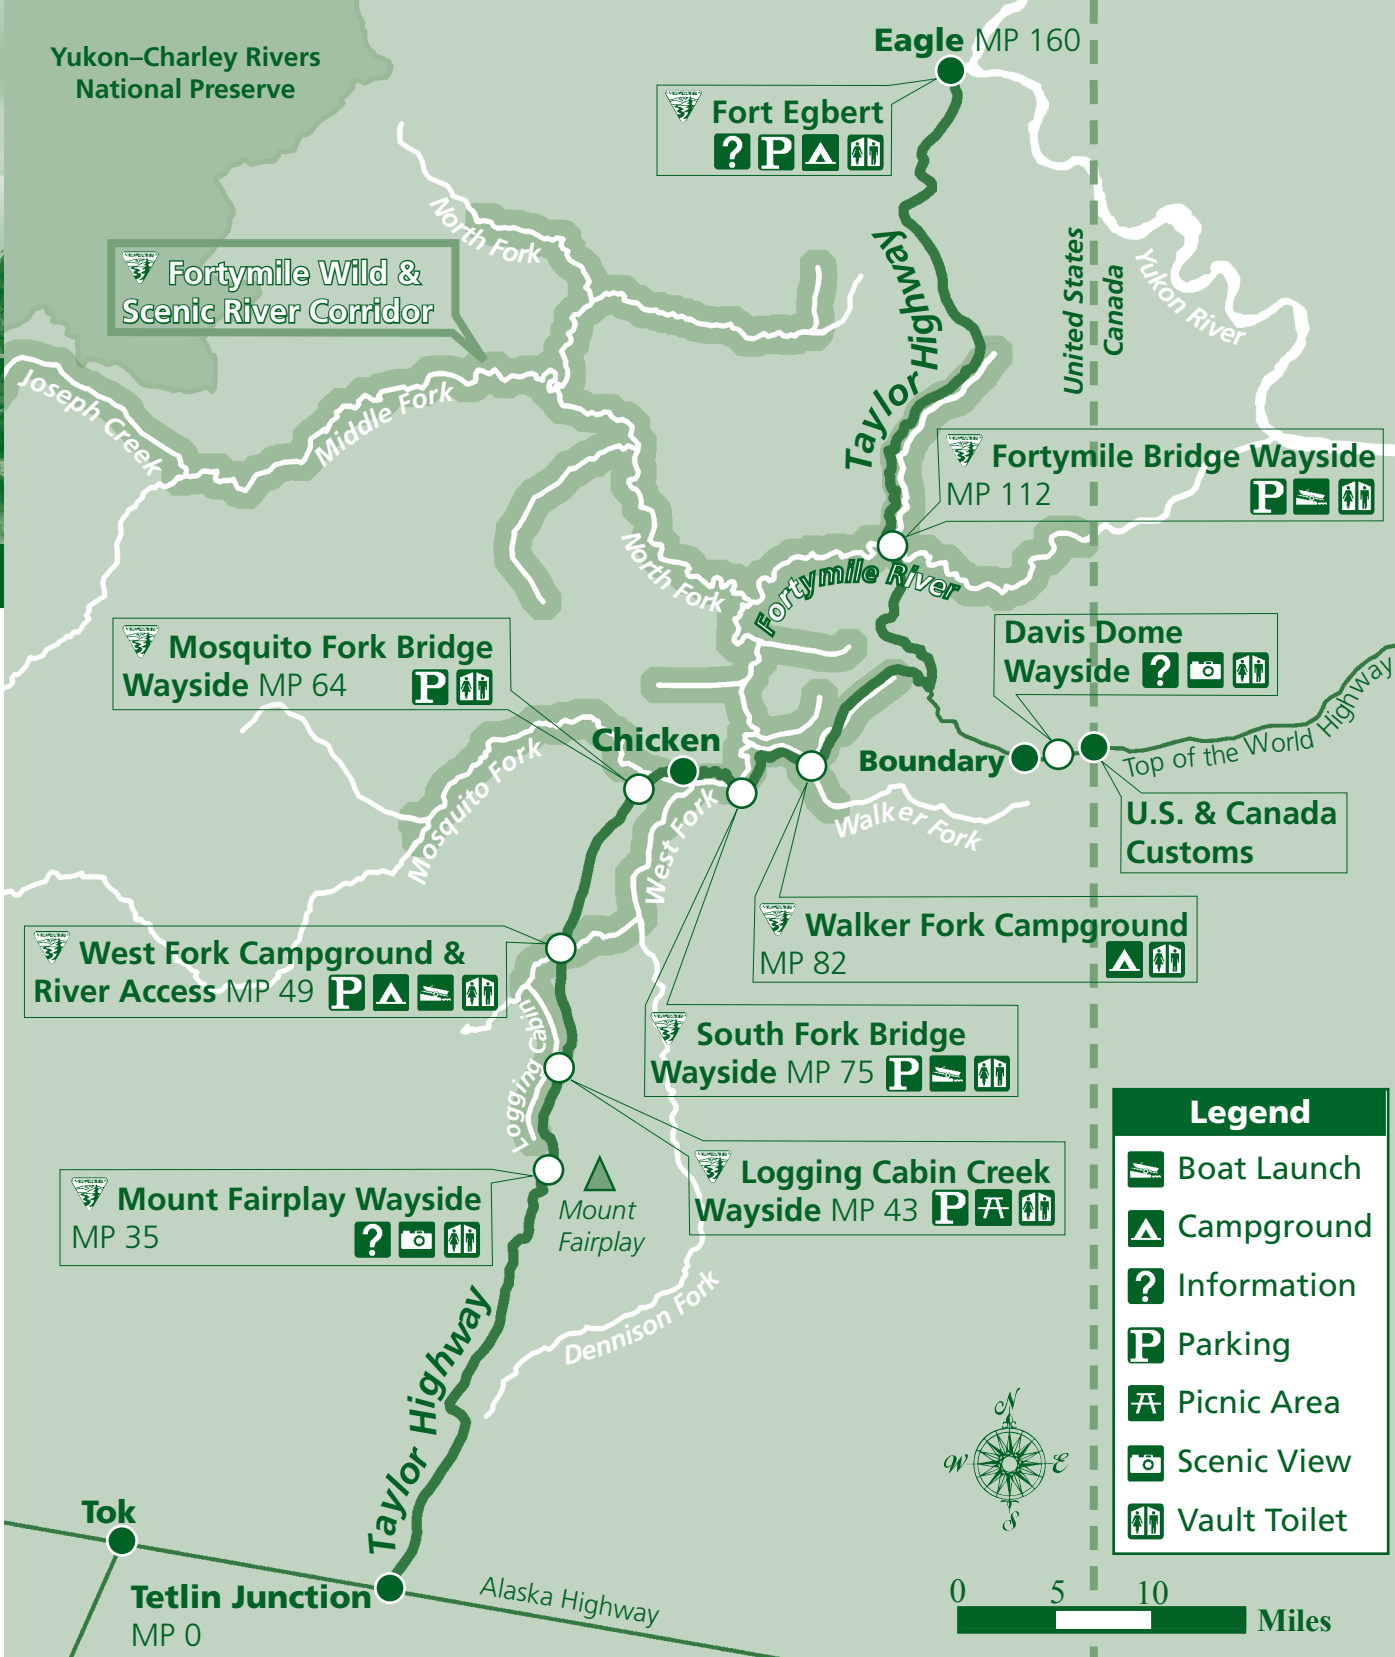 Yukon–Charley Rivers
National Preserve
Eagle MP 160
Fort Egbert
North Fork
Fortymile Wild &
Scenic River Corridor
Taylor Highway
United States
Canada
Yukon River
Joseph Creek
Middle Fork
Fortymile Bridge Wayside
MP 112
North Fork
Fortymile River
Mosquito Fork Bridge
Wayside MP 64
Davis Dome
Wayside
Chicken
Boundary
Top of the World Highway
Mosquito Fork
West Fork
Walker Fork
U.S. & Canada
Customs
West Fork Campground &
River Access MP 49
Walker Fork Campground
MP 82
South Fork Bridge
Wayside MP 75
Logging Cabin
Logging Cabin Creek
Wayside MP 43
Mount Fairplay Wayside
MP 35
Mount
Fairplay
Dennison Fork
Taylor Highway
Tok
Tetlin Junction
MP 0
Alaska Highway
Legend
Boat Launch
Campground
Information
Parking
Picnic Area
Scenic View
Vault Toilet
N
W
E
S
0 5 10
Miles